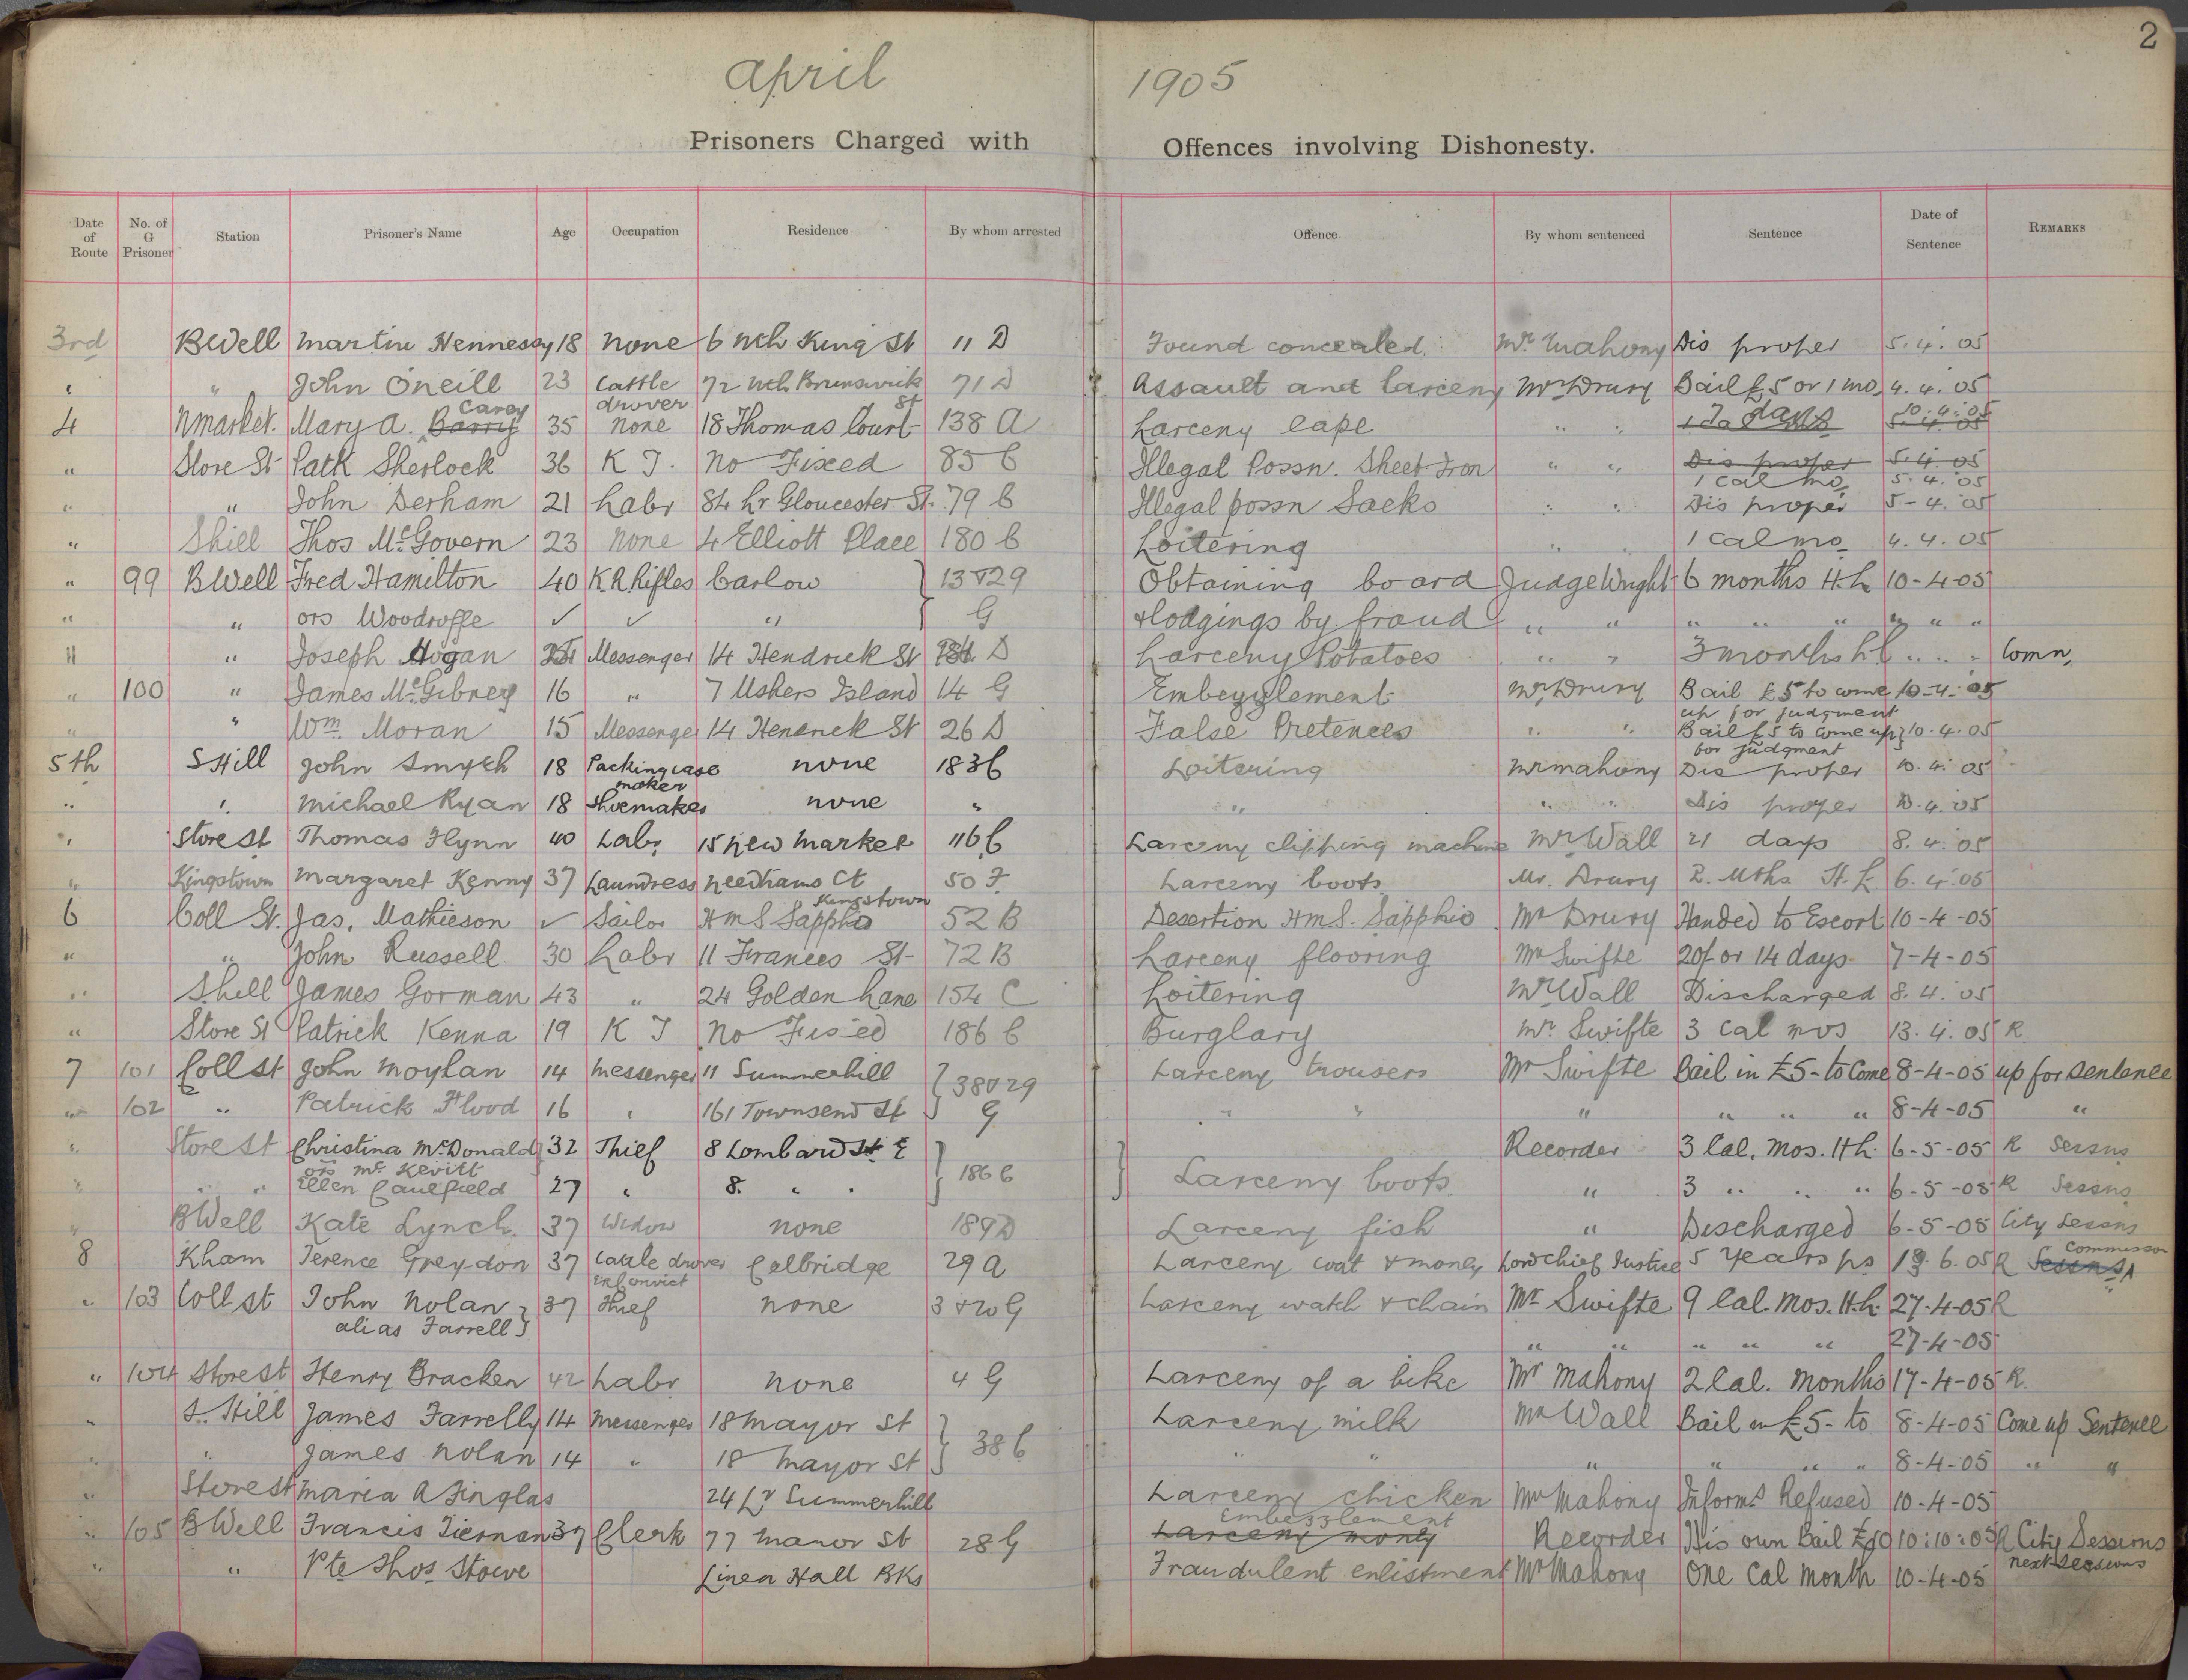 2
April 1905
Prisoners Charged with Offences involving Dishonesty.
Date of Route No. of G Prisoner Station Prisoner's Name Age Occupation Residence By whom arrested Offence By whom sentenced Sentence Date of Sentence REMARKS
3rd BWell Martin Hennessy 18 none 6 Nth King St 11 D Found concealed. Mr. Mahony Dis proper 5.4.05
" " John Oneill 23 Cattle drover 72 Nth Brunswick St 71 D Assault and larceny Mr Drury Bail £5 or 1 mo. 4.4.05
4 Nmarket. Mary A. Barry Carey 35 none 18 Thomas Court 138 A Larceny cape " " days 5.4.05 10.4.05
" Store St Patk Sherlock 36 K T. No Fixed 85 C Illegal Possn. Sheet Iron " " Dis proper 5.4.05 1 cal mo. 5.4.05
" " John Derham 21 Labr 84 Lr Gloucester St. 79 C Illegal possn Sacks " " Dis proper 5-4.05
" Shill Thos McGovern 23 None 4 Elliott Place 180 C Loitering " " 1 cal mo 4.4.05
" 99 BWell Fred Hamilton 40 K.R. Rifles Carlow 13 & 29 Obtaining board Judge Wright 6 months H.L. 10-4-05
" " ors Woodroffe ✓ ✓ " G & lodgings by fraud " " " " " " " "
" " Joseph Hogan Messenger 14 Hendrick St D Larceny Potatoes " " 3 months h l " " " Comn.
" 100 " James McGibney 16 " 7 Ushers Island 14 G Embezzlement Mr Drury Bail £5 to come up for judgment 10-4-05
" " Wm. Moran 15 Messenger 14 Hendrick St 26 D False Pretences " " Bail £5 to come up for judgment 10.4.05
5th SHill John Smyth 18 Packingcase maker none 183 C Loitering Mr Mahony Dis proper 10.4.05
" " Michael Ryan 18 Shoemaker none " " " " Dis proper 10.4.05
" Store St Thomas Flynn 40 Labr 15 New Market 116 C Larceny clipping machine Mr Wall 21 days 8.4.05
" Kingstown Margaret Kenny 37 Laundress Needhams Ct Kingstown 50 F Larceny boots Mr. Drury 2. Mths H.L 6.4.05
6 Coll St. Jas. Mathieson ✓ Sailor H M S Sappho 52 B Desertion H.M.S. Sapphio Mr Drury Handed to Escort 10-4-05
" " John Russell 30 Labr 11 Frances St 72 B Larceny flooring Mr Swifte 20/- or 14 days 7-4-05
" Shill James Gorman 43 " 24 Golden Lane 154 C Loitering Mr Wall Discharged 8.4.05
" Store St Patrick Kenna 19 K T No Fixed 186 C Burglary Mr. Swifte 3 Cal mos 13.4.05 R
7 101 Coll St John Moylan 14 Messenger 11 Summerhill 38 & 29 Larceny trousers Mr Swifte Bail in £5- to Come 8-4-05 up for sentence
" 102 " Patrick Flood 16 " 161 Townsend St G " " " " " " 8-4-05 "
" Store St Christina McDonald 32 Thief 8 Lombard St E 186 C Larceny boots Recorder 3 Cal. Mos. H.h. 6-5-05 R Sessns
ors Mc Kevitt
" " " Ellen Caulfield 27 " 8. " " " 3 " " " 6-5-05 R Sessns
" BWell Kate Lynch. 37 Widow none 189 D Larceny fish " Discharged 6-5-05 City Sessns
8 Kham Terence Greydon 37 Cattle drover Celbridge 29 A Larceny coat & money Lord Chief Justice 5 Years ps 19.6.05 R Sessns Commission
" 103 Coll St John Nolan alias Farrell 37 Ex Convict Thief none 3 & 20 G Larceny watch & chain Mr Swifte 9 Cal. Mos. H.h. 27-4-05 R
" " " " " 27-4-05
" 104 Store St Henry Bracken 42 Labr none 4 G Larceny of a bike Mr Mahony 2 Cal. Months 17-4-05 R.
" S. Hill James Farrelly 14 Messenger 18 Mayor St 38 C Larceny milk Mr Wall Bail in £5- to 8-4-05 Come up Sentence
" " James Nolan 14 " 18 Mayor St " " " " " " 8-4-05 " "
" Store St Maria A Finglas 24 Lr Summerhill Larceny chicken Mr Mahony Informs Refused 10-4-05
" 105 BWell Francis Tiernan 37 Clerk 77 Manor St 28 G Larceny money Embezzlement Recorder His own Bail £10 10:10:05 R City Sessions
" " Pte Thos Stowe Linen Hall Bks Fraudulent enlistment Mr Mahony One Cal Month 10-4-05 next Sessions